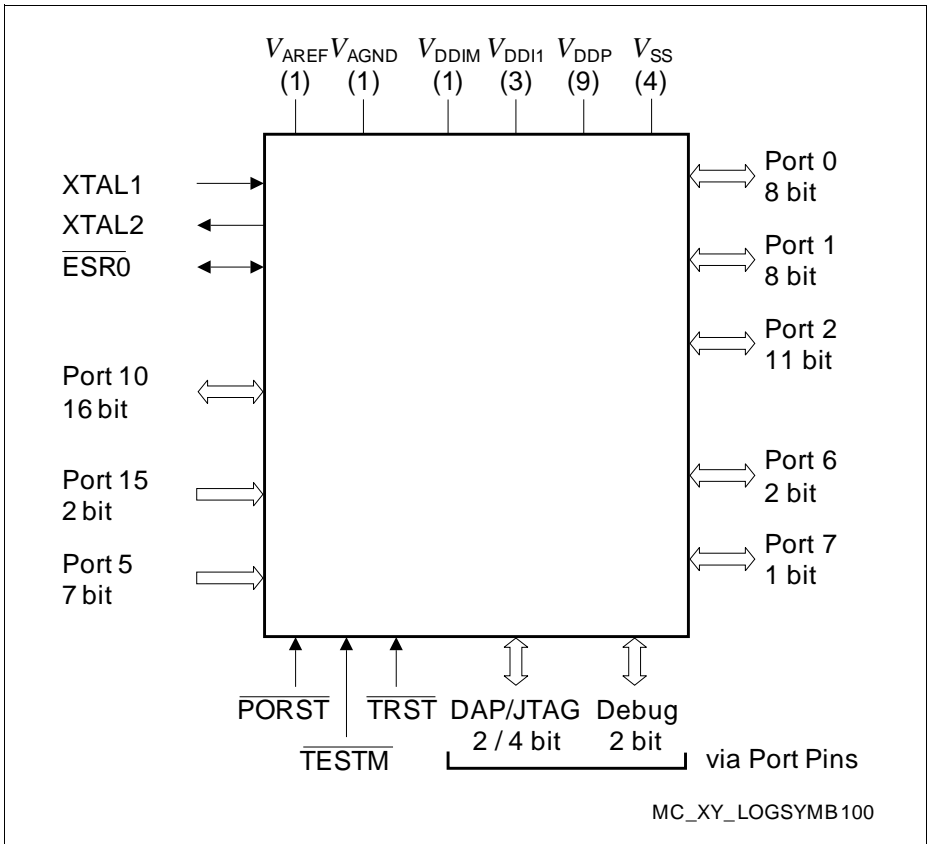 VAREF VAGND VDDIM VDDI1 VDDP VSS
(1) (1) (1) (3) (9) (4)
XTAL1
XTAL2
ESR0
Port 10
16 bit
Port 15
2 bit
Port 5
7 bit
Port 0
8 bit
Port 1
8 bit
Port 2
11 bit
Port 6
2 bit
Port 7
1 bit
PORST TRST DAP/JTAG Debug
2 / 4 bit 2 bit
TESTM
via Port Pins
MC_XY_LOGSYMB100